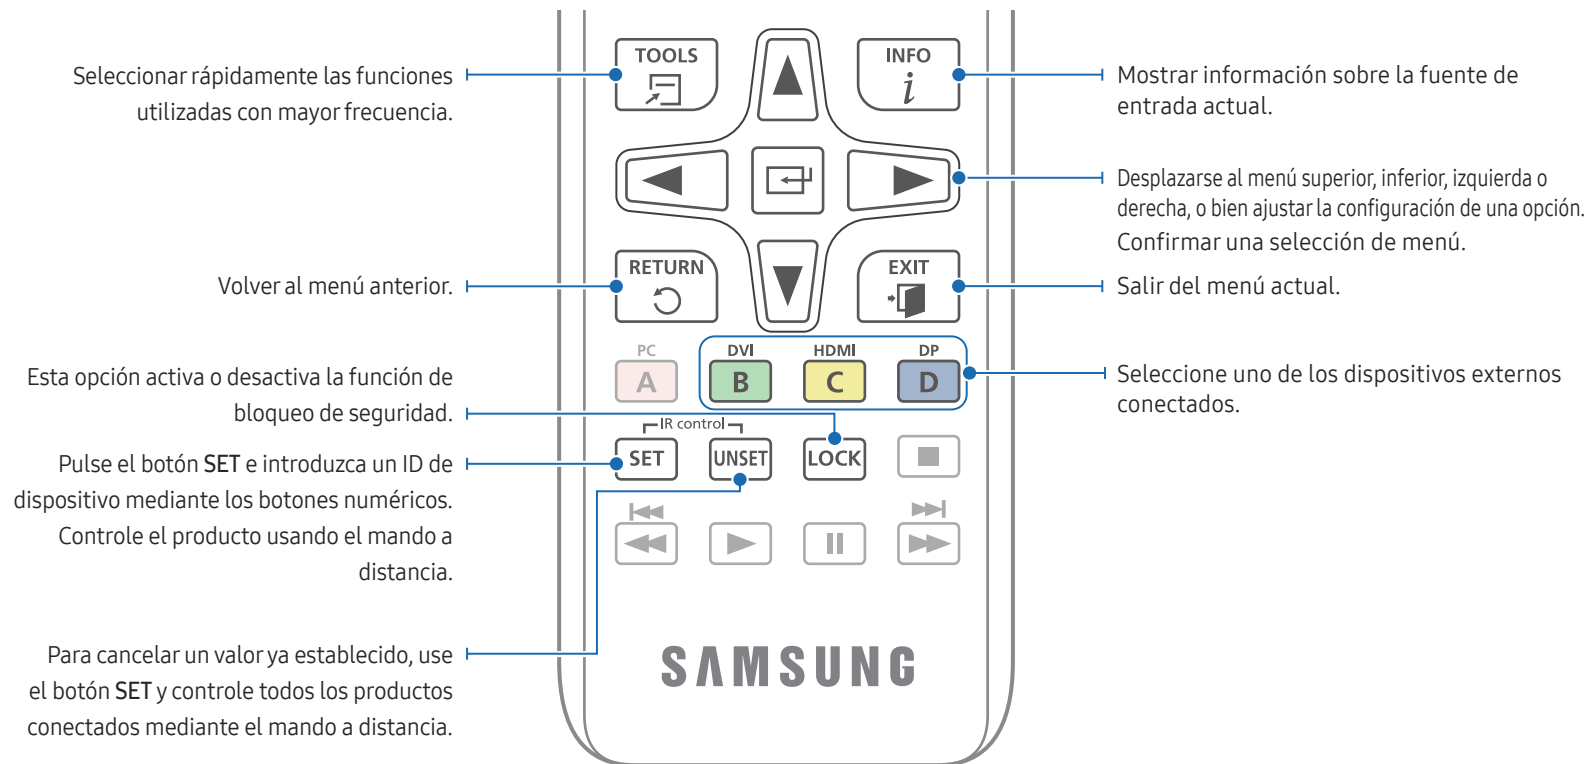 TOOLS
INFO
i
Seleccionar rápidamente las funciones
utilizadas con mayor frecuencia.
Mostrar información sobre la fuente de
entrada actual.
Desplazarse al menú superior, inferior, izquierda o
derecha, o bien ajustar la configuración de una opción.
Confirmar una selección de menú.
RETURN
EXIT
Volver al menú anterior.
Salir del menú actual.
PC
DVI
HDMI
DP
A
B
C
D
Esta opción activa o desactiva la función de
bloqueo de seguridad.
Seleccione uno de los dispositivos externos
conectados.
IR control
SET
UNSET
LOCK
Pulse el botón SET e introduzca un ID de
dispositivo mediante los botones numéricos.
Controle el producto usando el mando a
distancia.
Para cancelar un valor ya establecido, use
el botón SET y controle todos los productos
conectados mediante el mando a distancia.
SAMSUNG